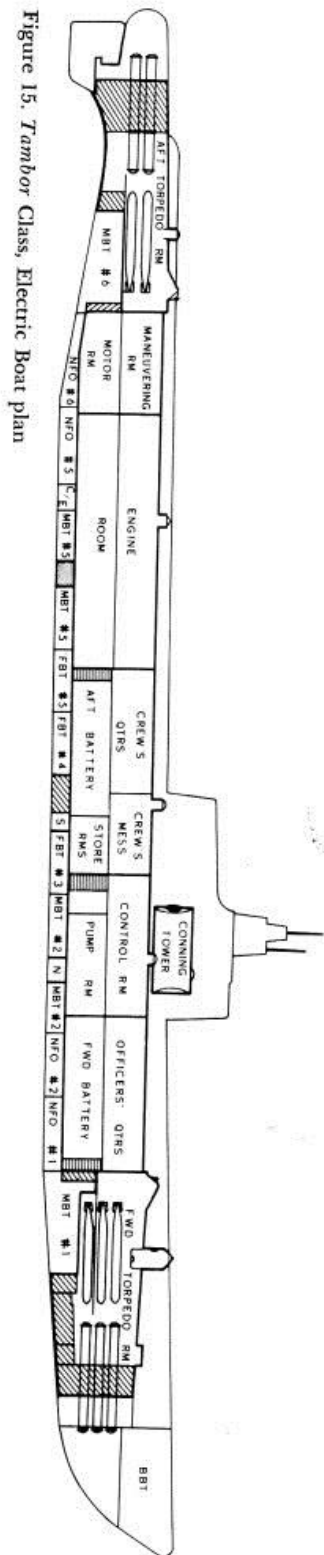 AFT TORPEDO RM
MBT #6
MANEUVERING
RM
MOTOR
RM
NFO #6
ENGINE
ROOM
NFO #5
C/E
MBT #5
MBT #5
FBT #5
FBT #4
CREW'S
QTRS
AFT BATTERY
CREW'S
MESS
STORE
RMS
S
FBT #3
CONNING
TOWER
CONTROL RM
PUMP RM
MBT #2
N
MBT #2
OFFICERS' QTRS
FWD BATTERY
NFO #2
NFO #1
FWD TORPEDO RM
MBT #1
BBT
Figure 15. Tambor Class, Electric Boat plan